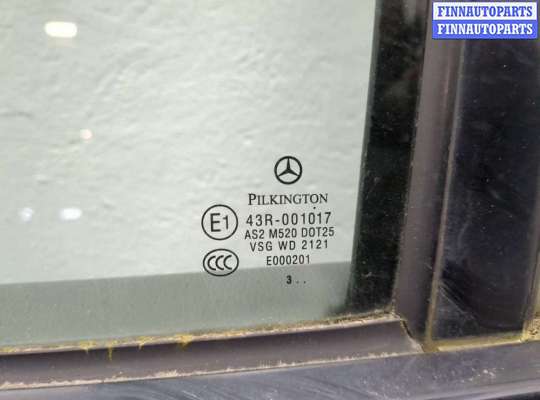 FINNAUTOPARTS
FINNAUTOPARTS
PILKINGTON
E1 43R-001017
AS2 M520 DOT25
VSG WD 2121
CCC E000201
3 . .